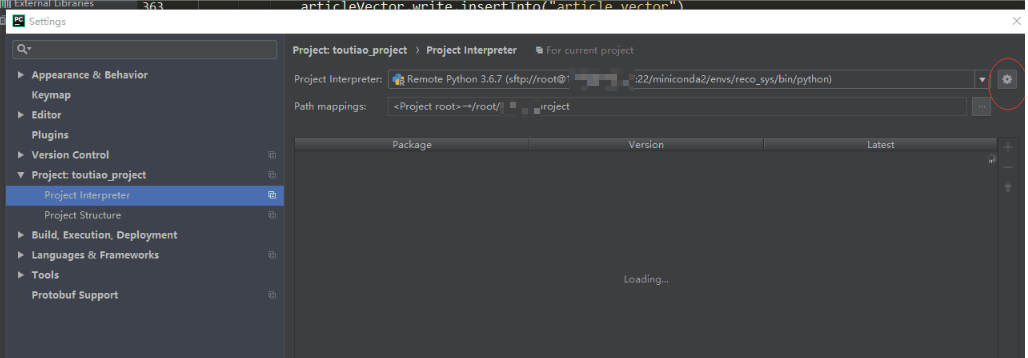 External Libraries
363
articleVector.write.insertInto("article_vector")
PC Settings
Project: toutiao_project › Project Interpreter For current project
Appearance & Behavior
Keymap
Editor
Plugins
Version Control
Project: toutiao_project
Project Interpreter
Project Structure
Build, Execution, Deployment
Languages & Frameworks
Tools
Protobuf Support
Project Interpreter: Remote Python 3.6.7 (sftp://root@1 :22/miniconda2/envs/reco_sys/bin/python)
Path mappings: <Project root>→/root/ roject
...
Package Version Latest
Loading...